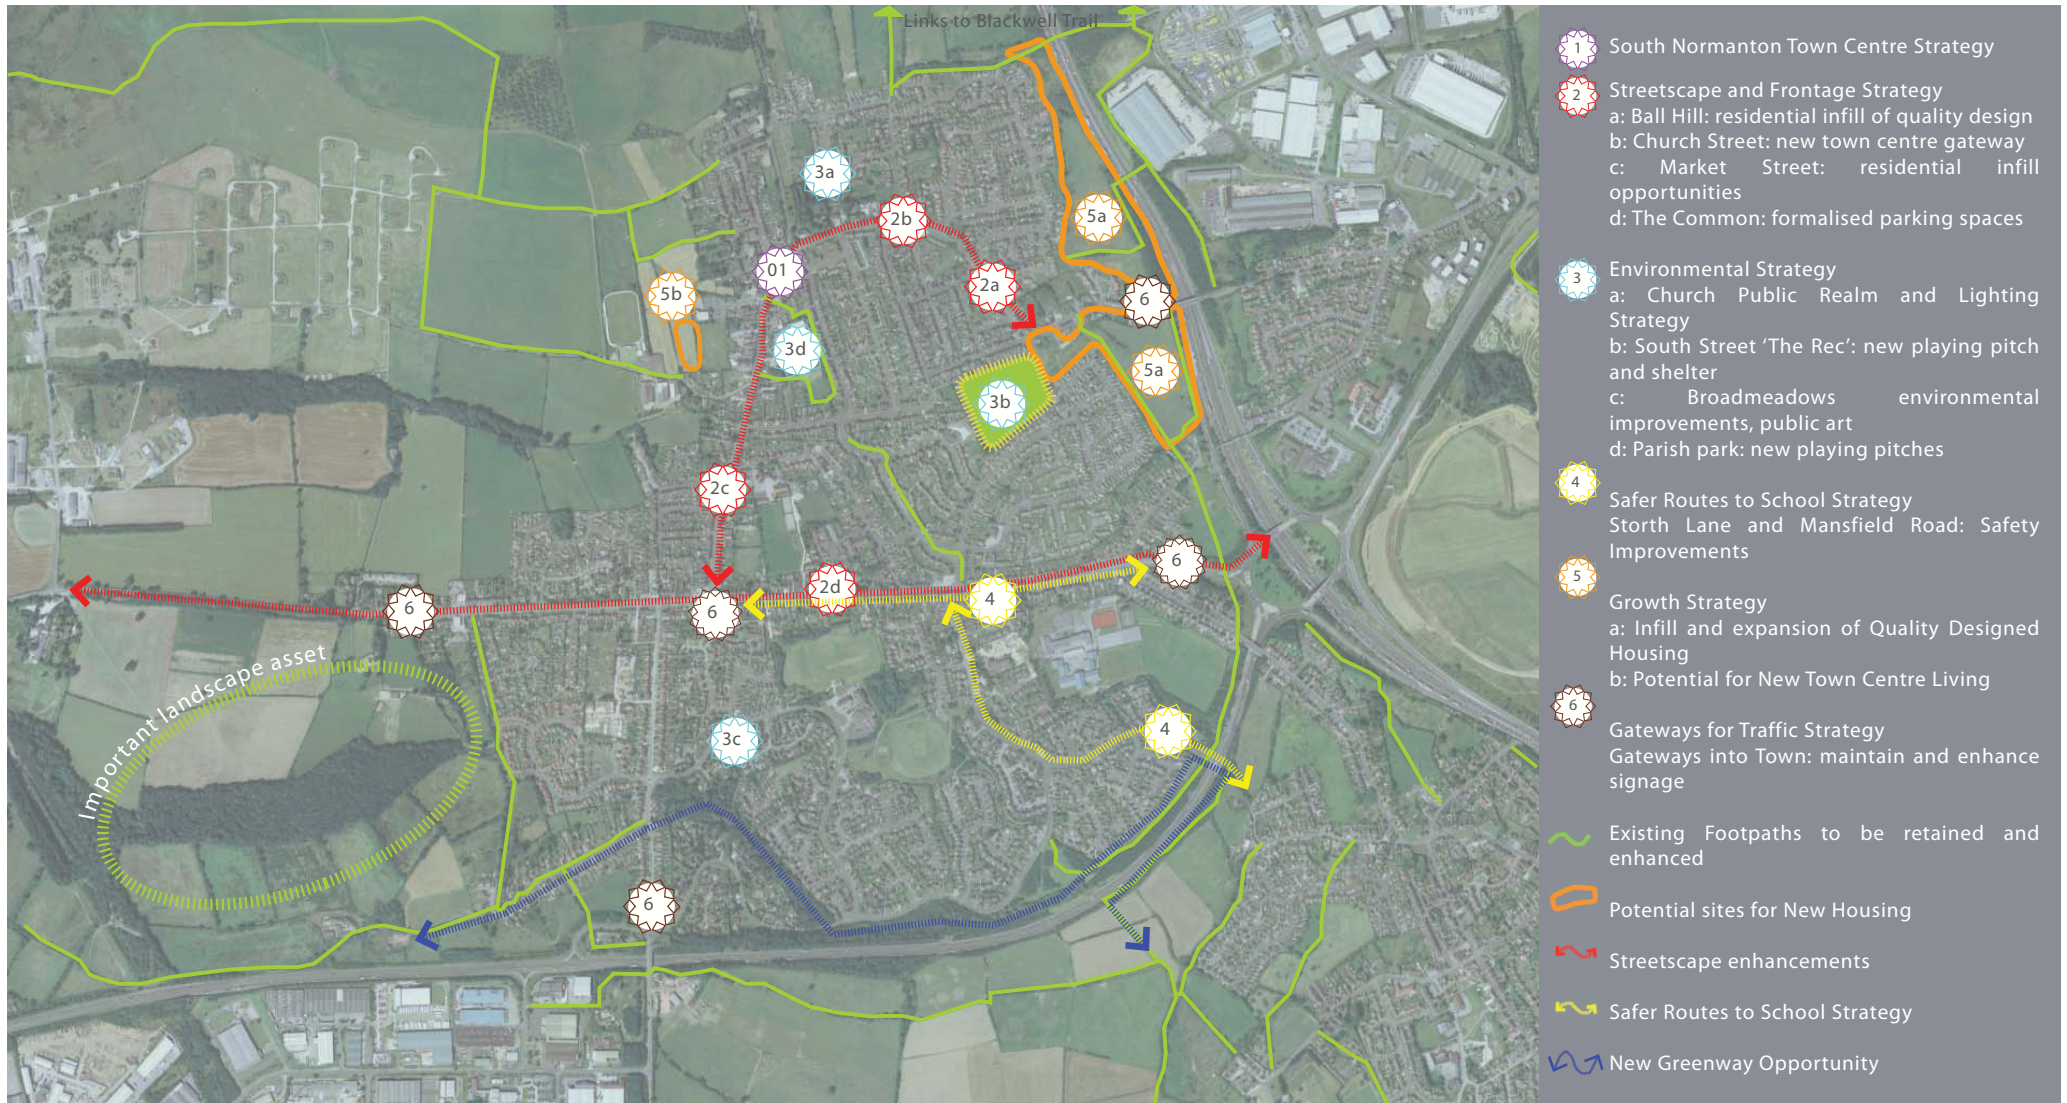 Links to Blackwell Trail
3a
2b
5a
01
5b
2a
6
3d
5a
3b
2c
6
2d
4
6
6
Important landscape asset
3c
4
6
1
South Normanton Town Centre Strategy
2
Streetscape and Frontage Strategy
a: Ball Hill: residential infill of quality design
b: Church Street: new town centre gateway
c: Market Street: residential infill
opportunities
d: The Common: formalised parking spaces
3
Environmental Strategy
a: Church Public Realm and Lighting
Strategy
b: South Street ‘The Rec’: new playing pitch
and shelter
c: Broadmeadows environmental
improvements, public art
d: Parish park: new playing pitches
4
Safer Routes to School Strategy
Storth Lane and Mansfield Road: Safety
Improvements
5
Growth Strategy
a: Infill and expansion of Quality Designed
Housing
b: Potential for New Town Centre Living
6
Gateways for Traffic Strategy
Gateways into Town: maintain and enhance
signage
Existing Footpaths to be retained and
enhanced
Potential sites for New Housing
Streetscape enhancements
Safer Routes to School Strategy
New Greenway Opportunity